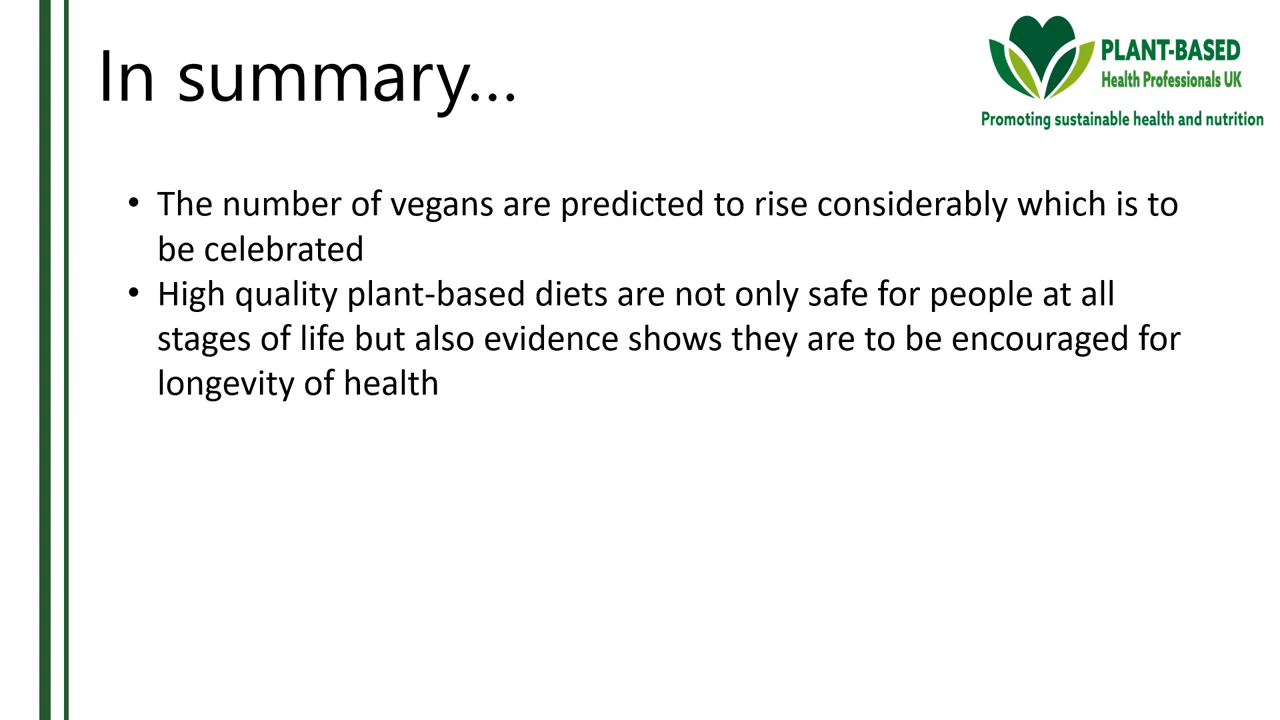 In summary...
PLANT-BASED
Health Professionals UK
Promoting sustainable health and nutrition
• The number of vegans are predicted to rise considerably which is to
be celebrated
• High quality plant-based diets are not only safe for people at all
stages of life but also evidence shows they are to be encouraged for
longevity of health